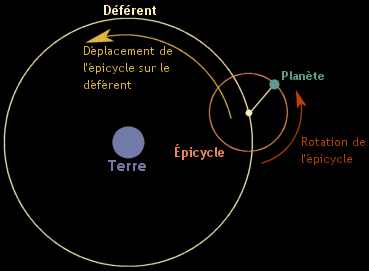 Déférent
Déplacement de
l'épicycle sur le
déférent
Planète
Épicycle
Rotation de
l'épicycle
Terre